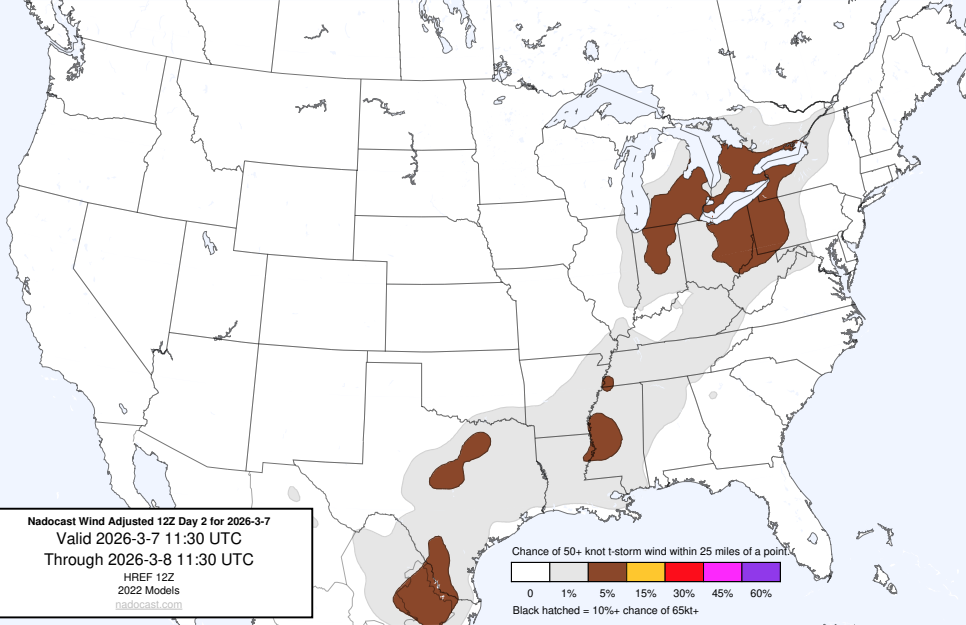 Nadocast Wind Adjusted 12Z Day 2 for 2026-3-7
Valid 2026-3-7 11:30 UTC
Through 2026-3-8 11:30 UTC
HREF 12Z
2022 Models
nadocast.com
Chance of 50+ knot t-storm wind within 25 miles of a point.
0 1% 5% 15% 30% 45% 60%
Black hatched = 10%+ chance of 65kt+